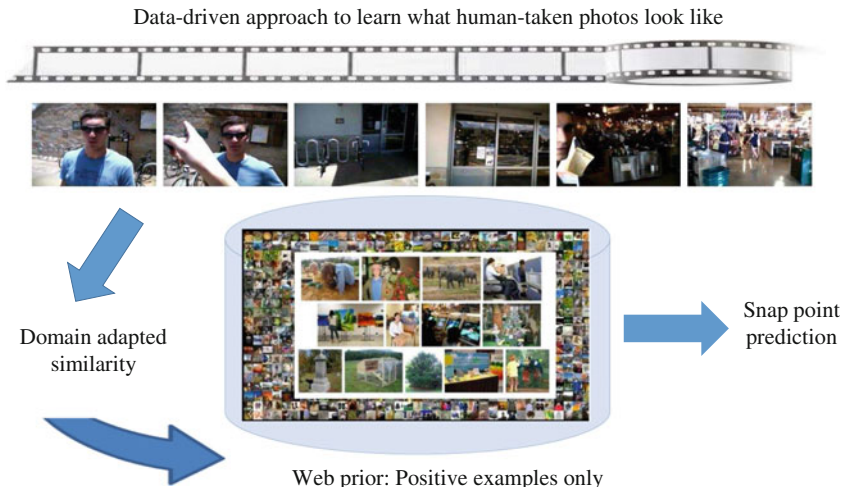 Data-driven approach to learn what human-taken photos look like
Domain adapted
similarity
Snap point
prediction
Web prior: Positive examples only